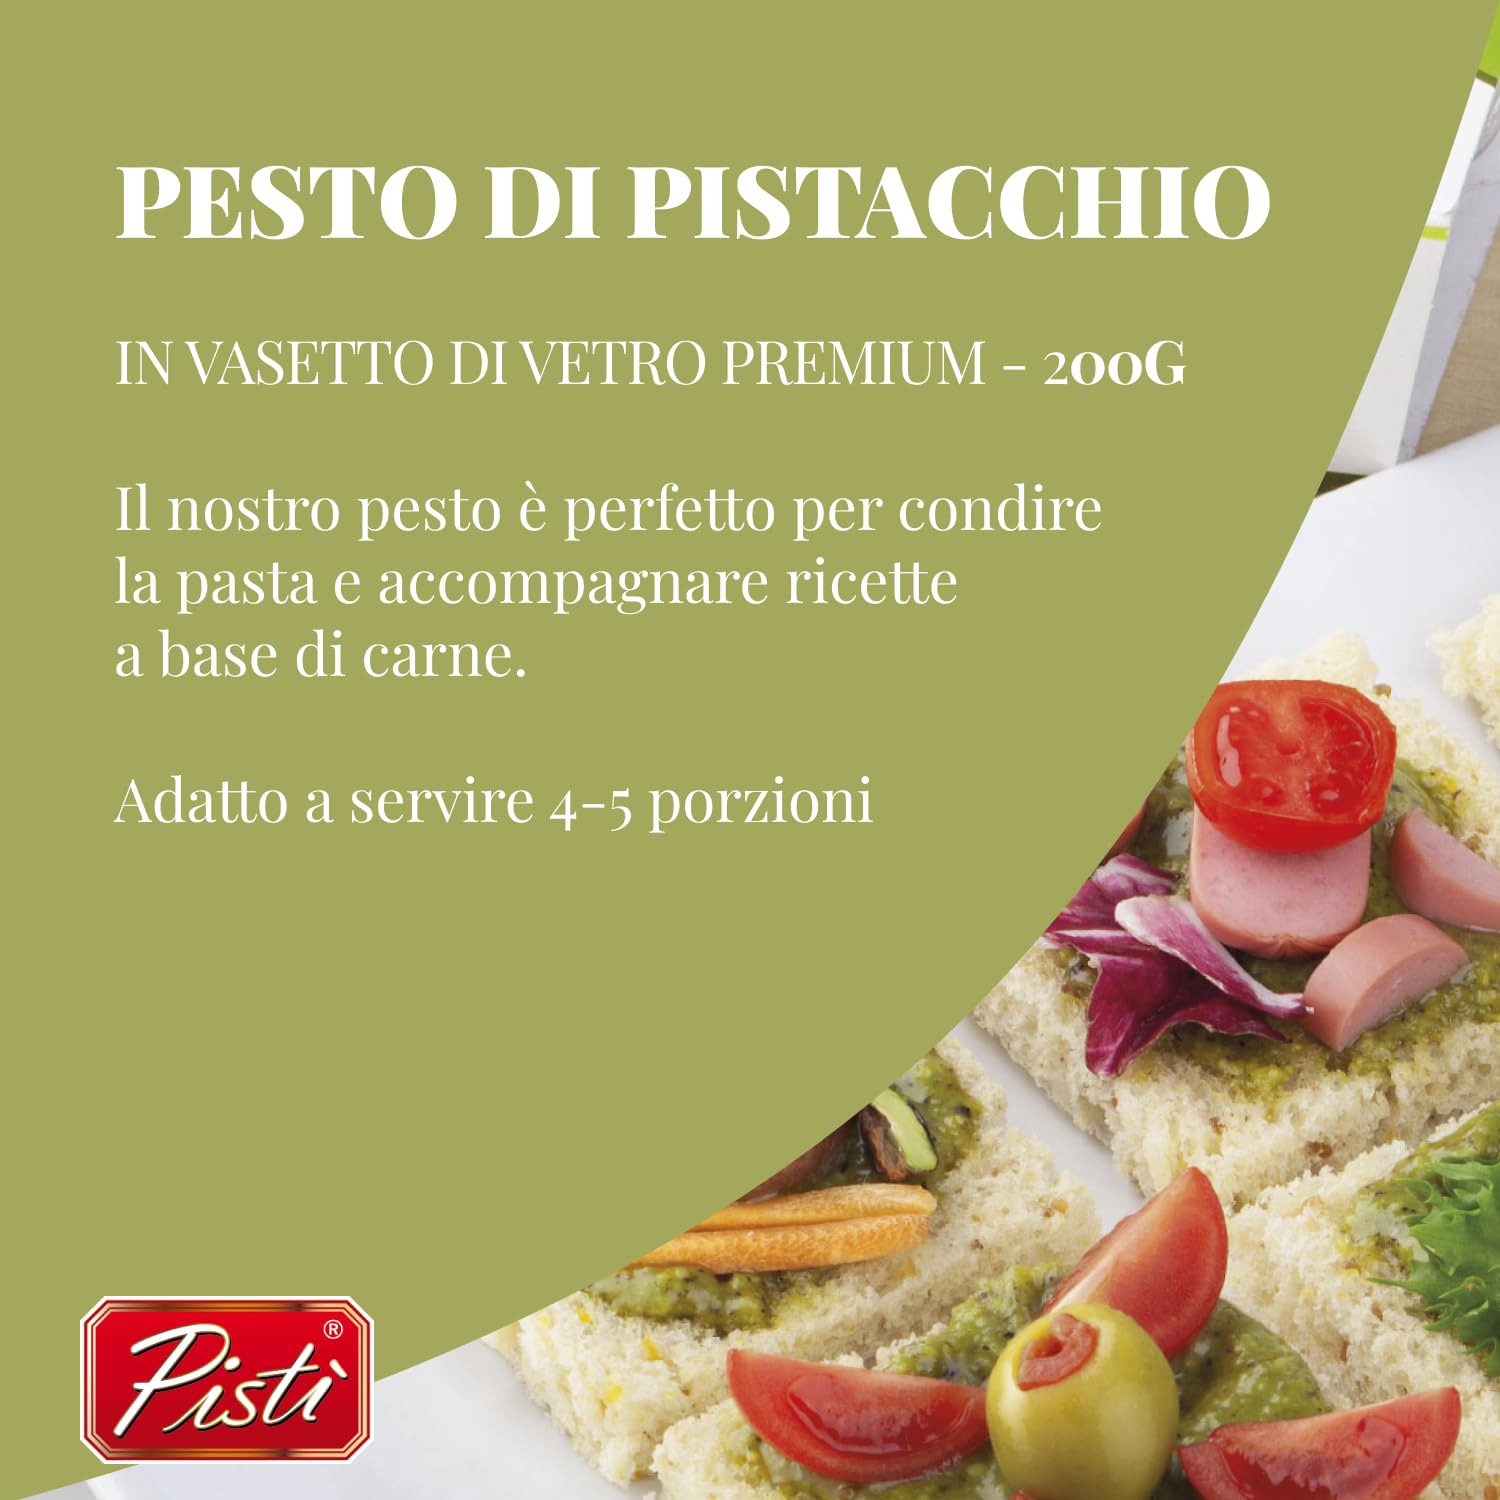 PESTO DI PISTACCHIO
IN VASETTO DI VETRO PREMIUM - 200G
Il nostro pesto è perfetto per condire
la pasta e accompagnare ricette
a base di carne.
Adatto a servire 4-5 porzioni
Pistì®